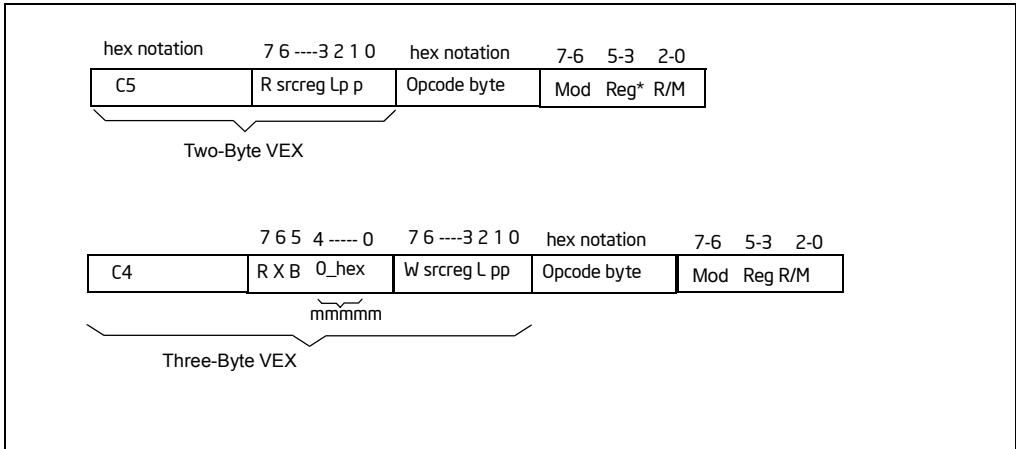 hex notation 7 6 ----3 2 1 0 hex notation 7-6 5-3 2-0
C5 R srcreg Lp p Opcode byte Mod Reg* R/M
Two-Byte VEX
7 6 5 4 ----- 0 7 6 ----3 2 1 0 hex notation 7-6 5-3 2-0
C4 R X B 0_hex W srcreg L pp Opcode byte Mod Reg R/M
mmmmm
Three-Byte VEX